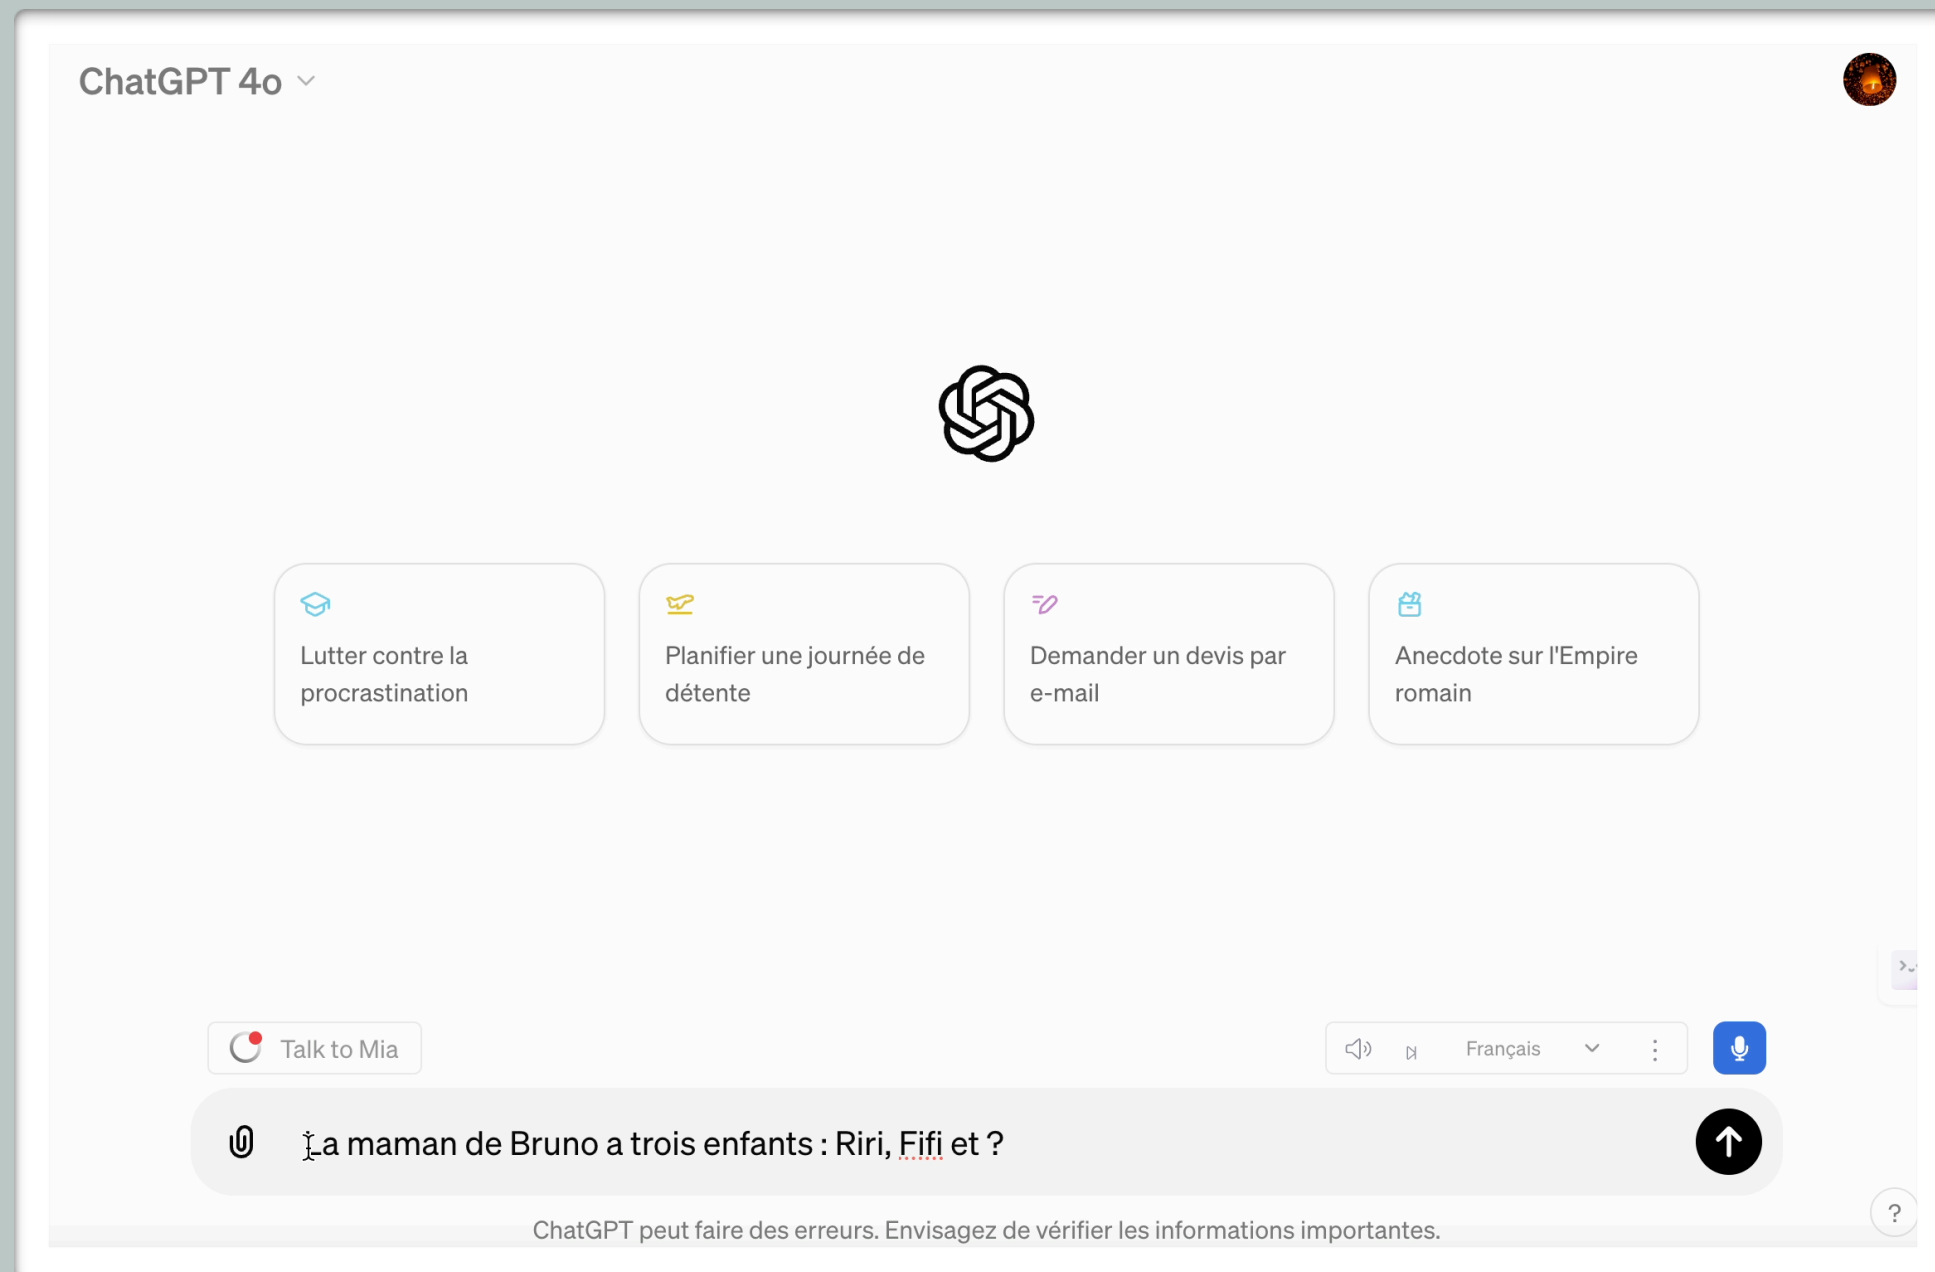 ChatGPT 4o
Lutter contre la
procrastination
Planifier une journée de
détente
Demander un devis par
e-mail
Anecdote sur l'Empire
romain
Talk to Mia
Français
La maman de Bruno a trois enfants : Riri, Fifi et ?
ChatGPT peut faire des erreurs. Envisagez de vérifier les informations importantes.
?